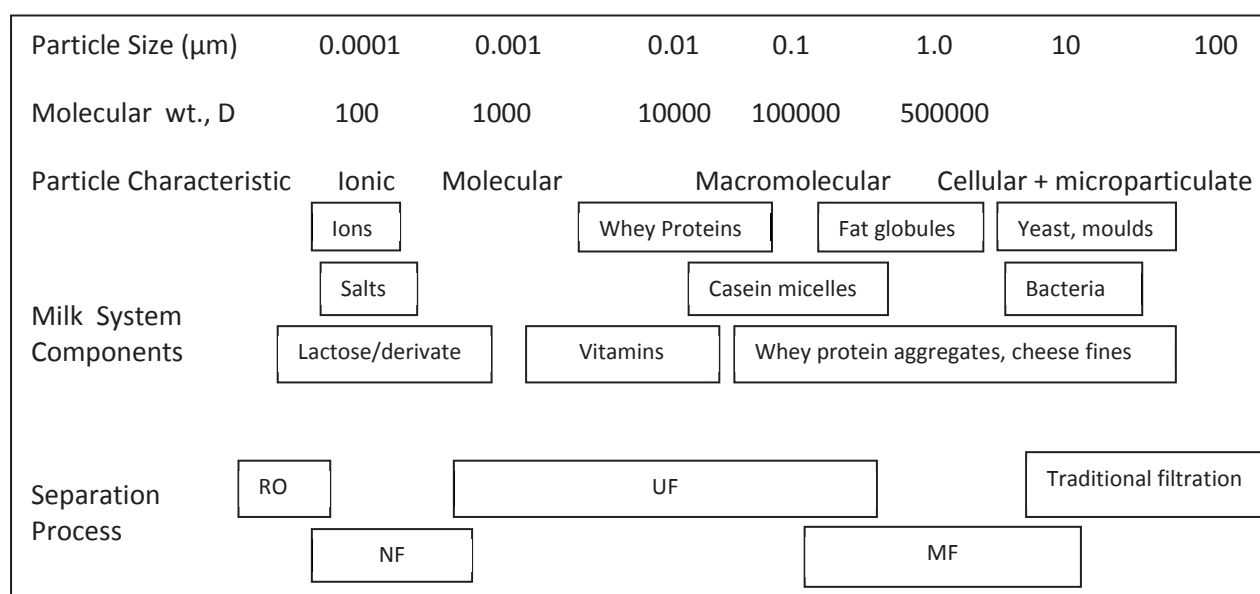 Particle Size (µm) 0.0001 0.001 0.01 0.1 1.0 10 100
Molecular wt., D 100 1000 10000 100000 500000
Particle Characteristic Ionic Molecular Macromolecular Cellular + microparticulate
Ions Whey Proteins Fat globules Yeast, moulds
Salts Casein micelles Bacteria
Milk System
Components
Lactose/derivate Vitamins Whey protein aggregates, cheese fines
Separation
Process
RO UF Traditional filtration
NF MF